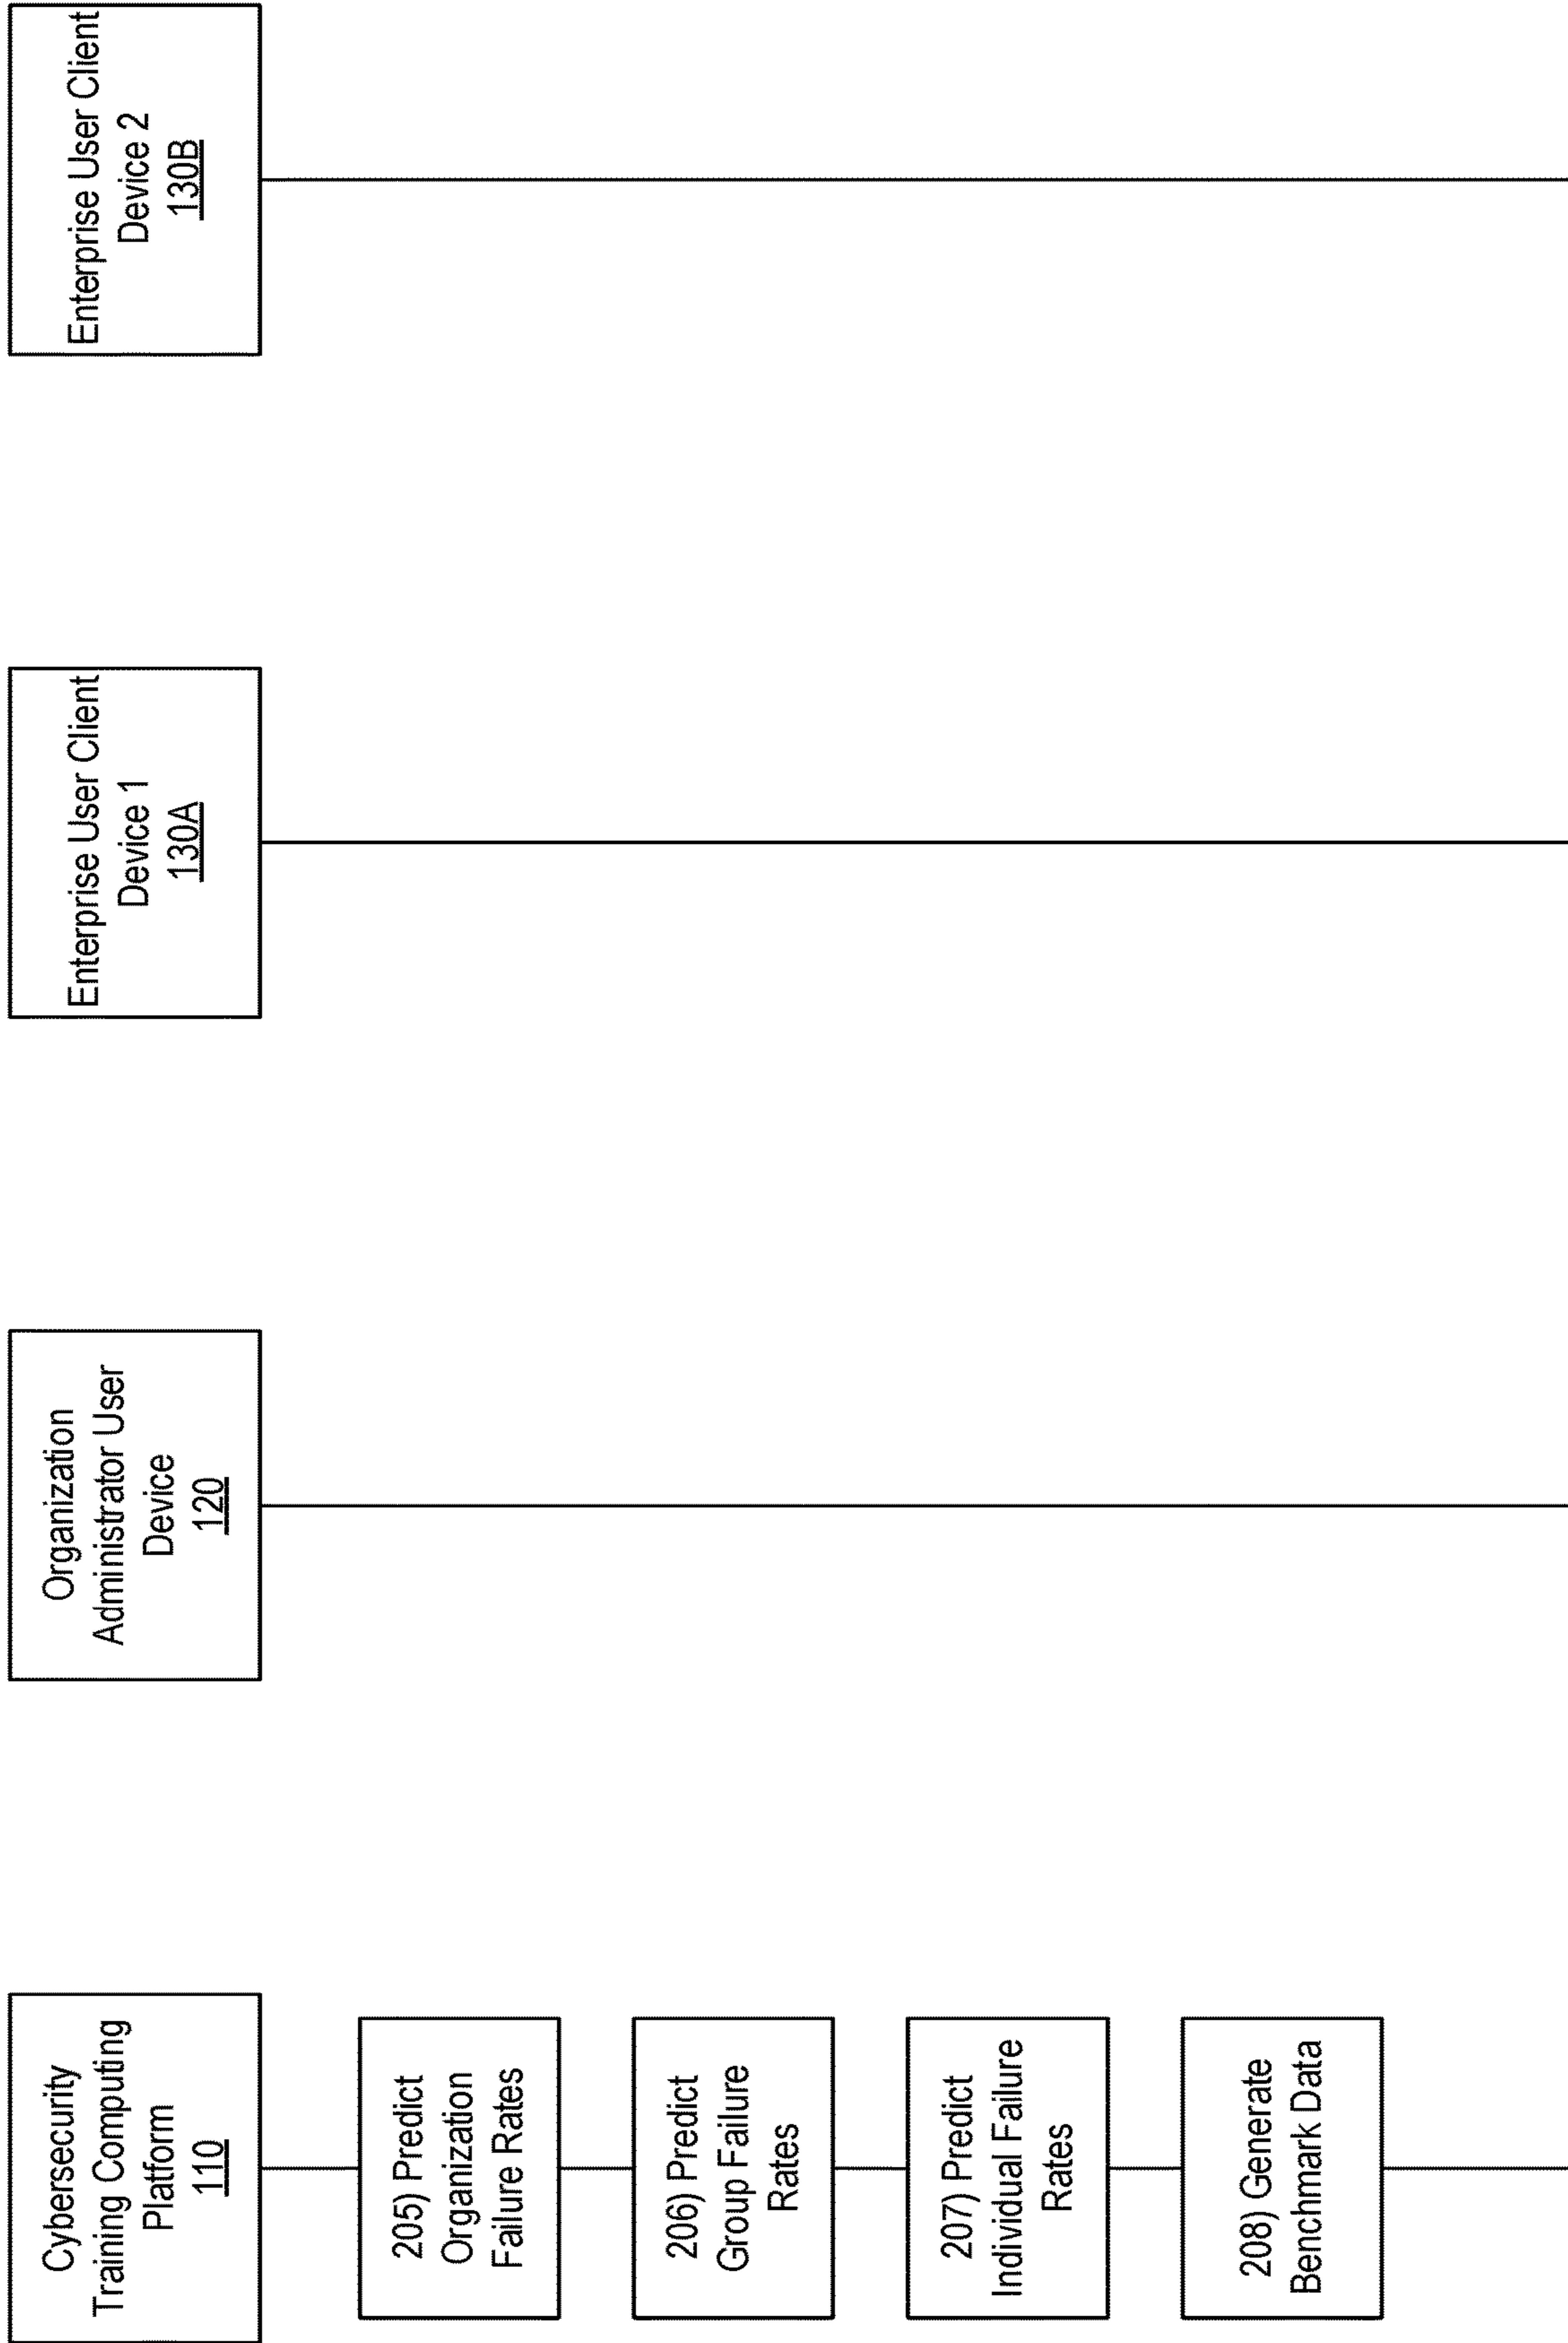 Cybersecurity
Training Computing
Platform
110
Organization
Administrator User
Device
120
Enterprise User Client
Device 1
130A
Enterprise User Client
Device 2
130B
205) Predict
Organization
Failure Rates
206) Predict
Group Failure
Rates
207) Predict
Individual Failure
Rates
208) Generate
Benchmark Data